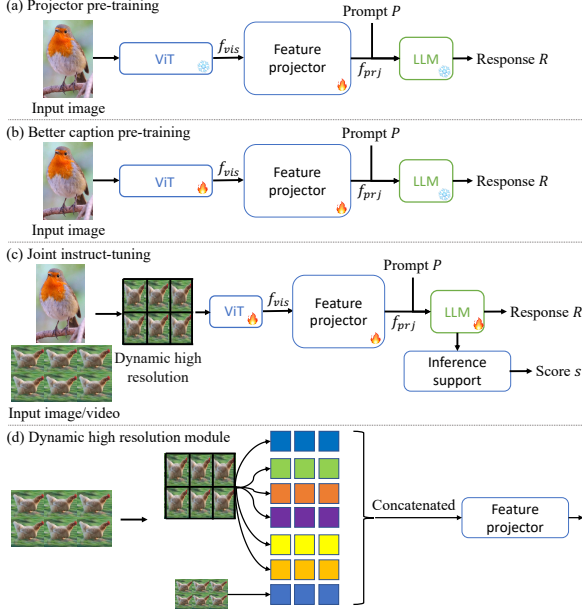 (a) Projector pre-training
Prompt P
ViT
f_vis
Feature
projector
f_prj
LLM
Response R
Input image
(b) Better caption pre-training
Prompt P
ViT
f_vis
Feature
projector
f_prj
LLM
Response R
Input image
(c) Joint instruct-tuning
Prompt P
ViT
f_vis
Feature
projector
f_prj
LLM
Response R
Dynamic high
resolution
Inference
support
Score s
Input image/video
(d) Dynamic high resolution module
Concatenated
Feature
projector